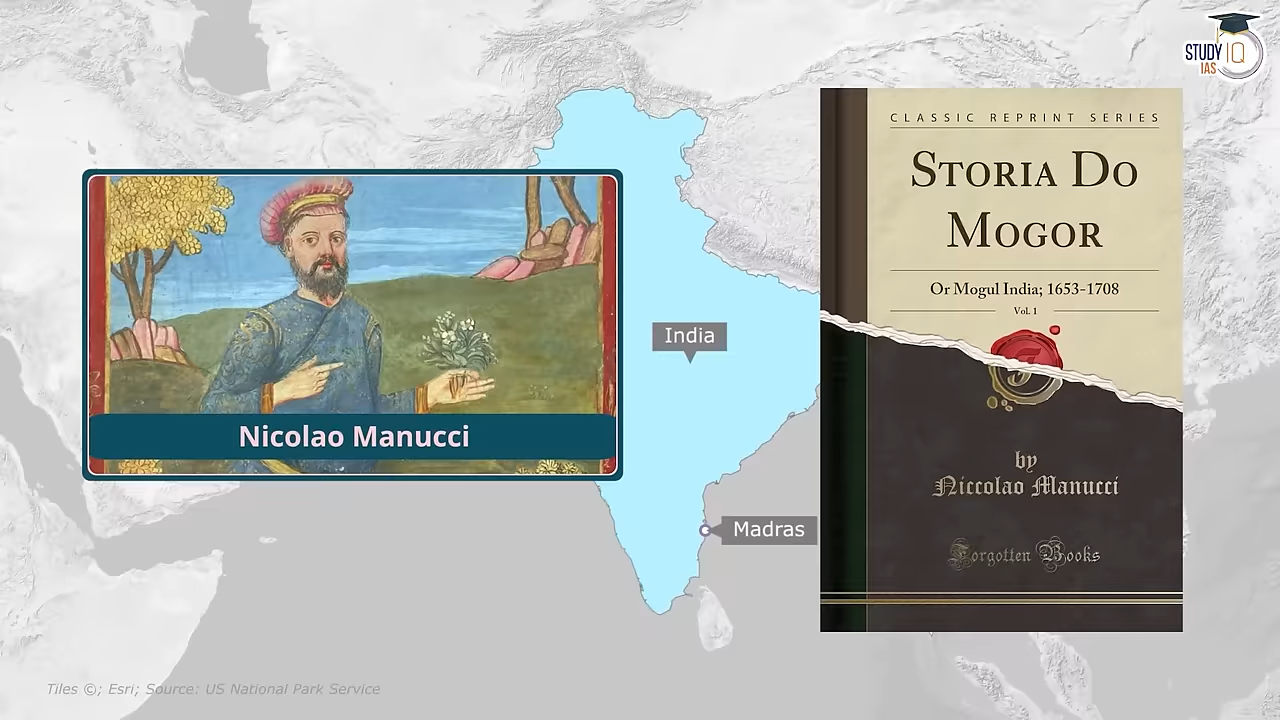 STUDY IQ
IAS
CLASSIC REPRINT SERIES
STORIA DO
MOGOR
Or Mogul India; 1653-1708
Vol. 1
by
Niccolao Manucci
Forgotten Books
Nicolao Manucci
India
Madras
Tiles ©; Esri; Source: US National Park Service